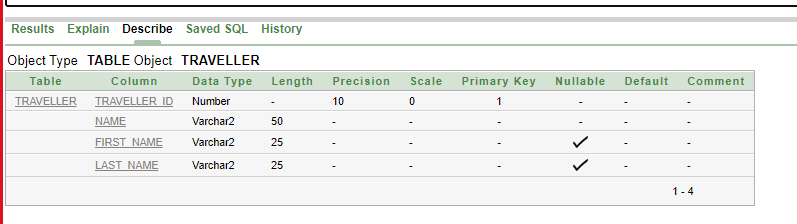 Results Explain Describe Saved SQL History
Object Type TABLE Object TRAVELLER
Table Column Data Type Length Precision Scale Primary Key Nullable Default Comment
TRAVELLER TRAVELLER_ID Number - 10 0 1 - - -
NAME Varchar2 50 - - - - - -
FIRST_NAME Varchar2 25 - - - ✓ - -
LAST_NAME Varchar2 25 - - - ✓ - -
1 - 4